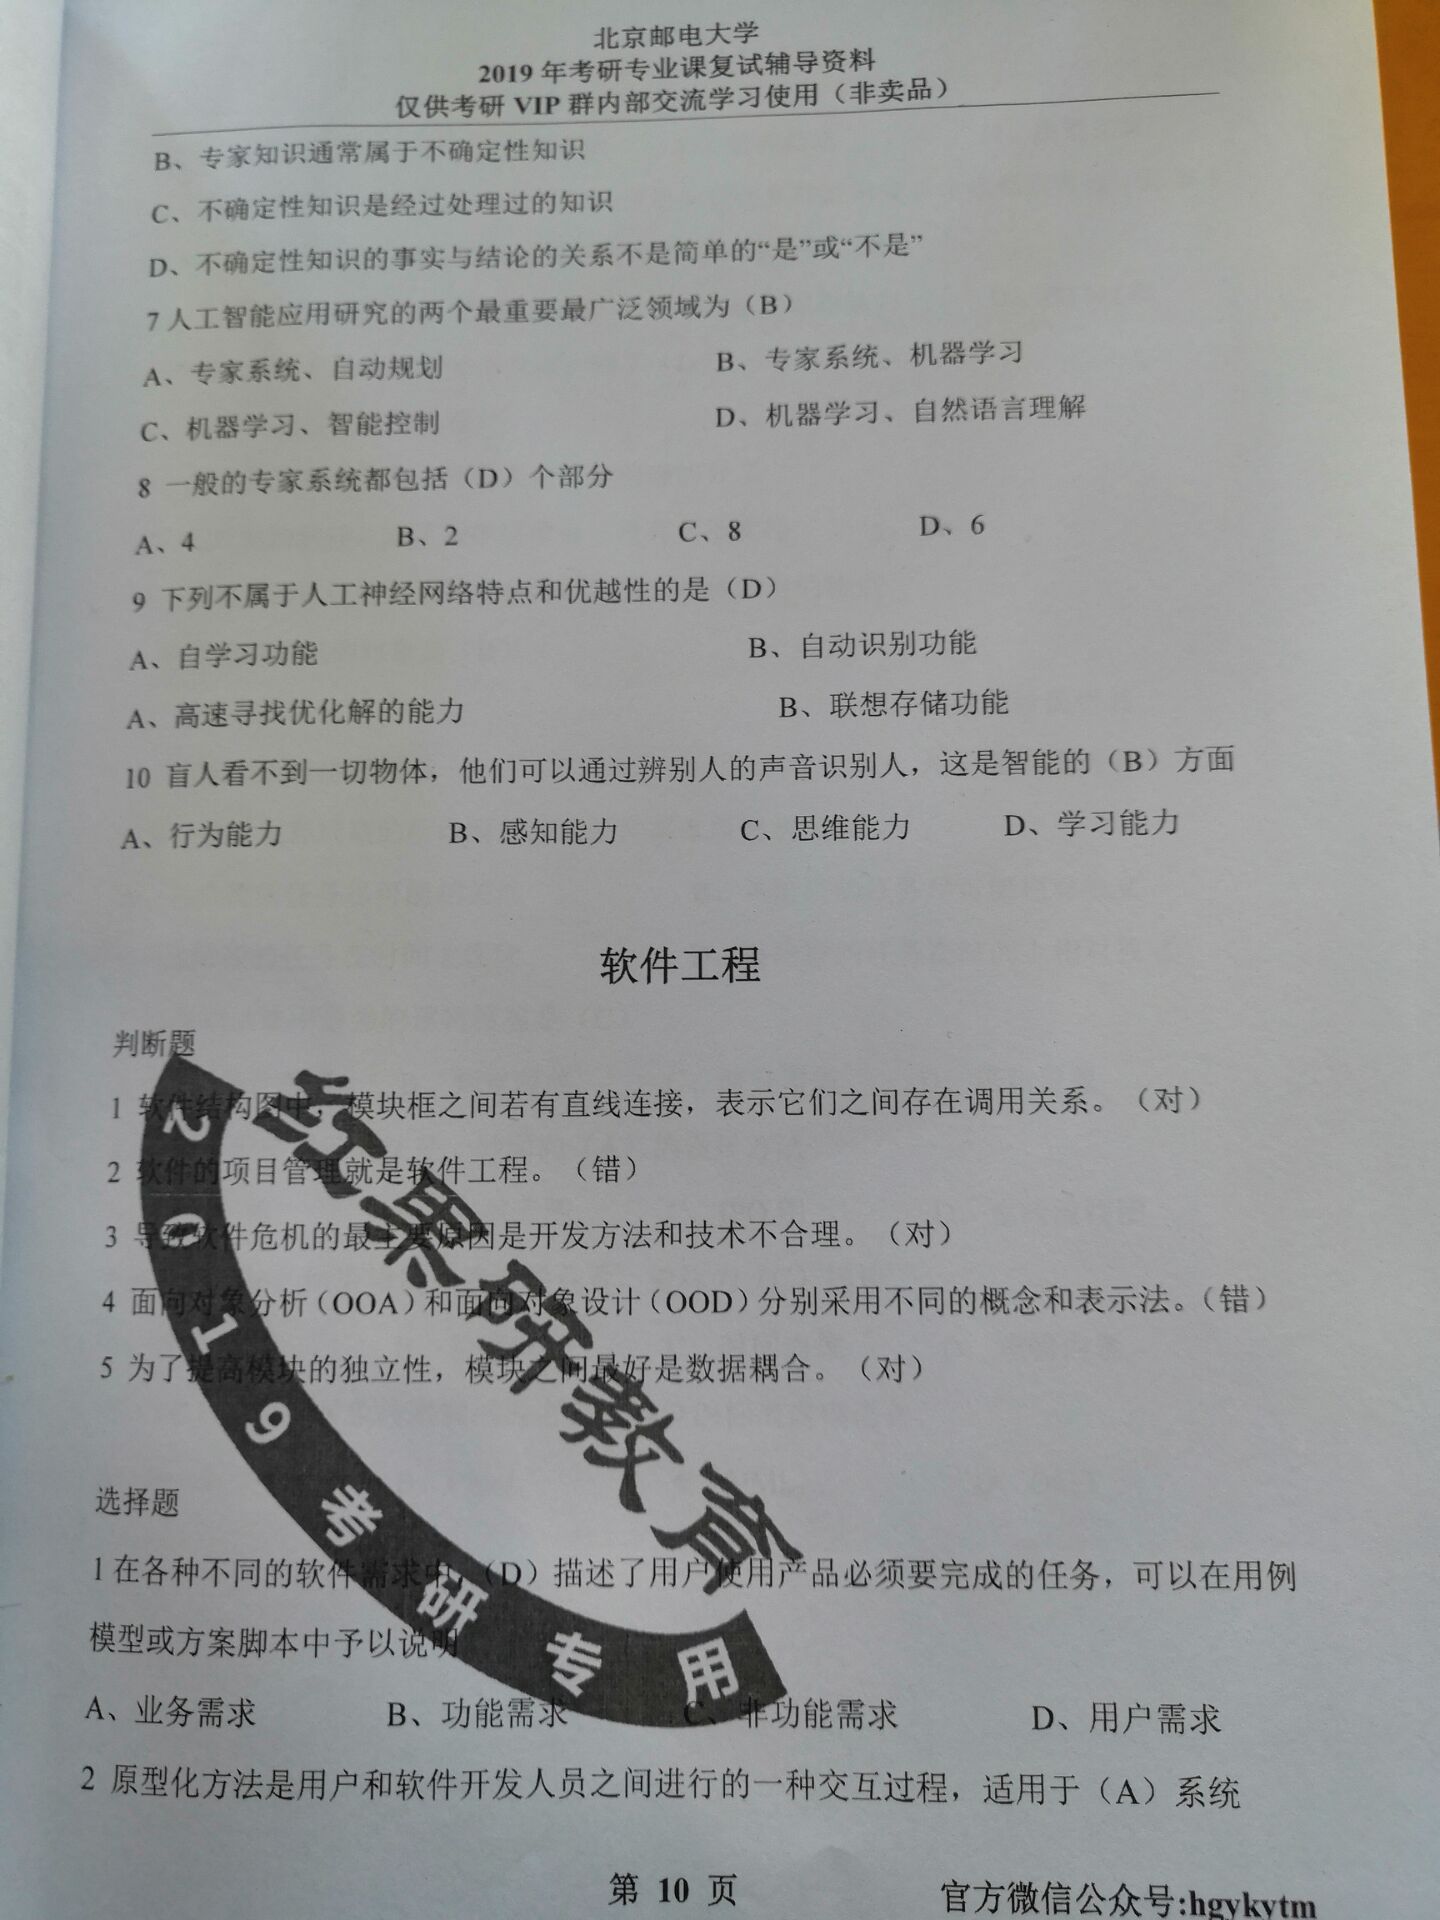 北京邮电大学
2019 年考研专业课复试辅导资料
仅供考研 VIP 群内部交流学习使用（非卖品）
B、专家知识通常属于不确定性知识
C、不确定性知识是经过处理过的知识
D、不确定性知识的事实与结论的关系不是简单的“是”或“不是”
7 人工智能应用研究的两个最重要最广泛领域为（B）
A、专家系统、自动规划 B、专家系统、机器学习
C、机器学习、智能控制 D、机器学习、自然语言理解
8 一般的专家系统都包括（D）个部分
A、4 B、2 C、8 D、6
9 下列不属于人工神经网络特点和优越性的是（D）
A、自学习功能 B、自动识别功能
A、高速寻找优化解的能力 B、联想存储功能
10 盲人看不到一切物体，他们可以通过辨别人的声音识别人，这是智能的（B）方面
A、行为能力 B、感知能力 C、思维能力 D、学习能力
软件工程
判断题
1 软件结构图中，模块框之间若有直线连接，表示它们之间存在调用关系。（对）
2 软件的项目管理就是软件工程。（错）
3 导致软件危机的最主要原因是开发方法和技术不合理。（对）
4 面向对象分析（OOA）和面向对象设计（OOD）分别采用不同的概念和表示法。（错）
5 为了提高模块的独立性，模块之间最好是数据耦合。（对）
红果研教育
2019考研专用
选择题
1 在各种不同的软件需求中，（D）描述了用户使用产品必须要完成的任务，可以在用例
模型或方案脚本中予以说明
A、业务需求 B、功能需求 C、非功能需求 D、用户需求
2 原型化方法是用户和软件开发人员之间进行的一种交互过程，适用于（A）系统
第 10 页
官方微信公众号:hgykytm